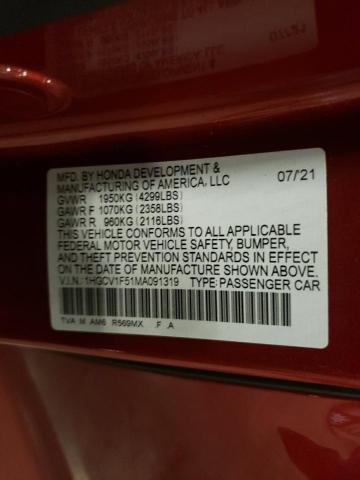 MFD. BY HONDA DEVELOPMENT &
MANUFACTURING OF AMERICA, LLC 07/21
GVWR 1950KG (4299LBS)
GAWR F 1070KG (2358LBS)
GAWR R 960KG (2116LBS)
THIS VEHICLE CONFORMS TO ALL APPLICABLE
FEDERAL MOTOR VEHICLE SAFETY, BUMPER,
AND THEFT PREVENTION STANDARDS IN EFFECT
ON THE DATE OF MANUFACTURE SHOWN ABOVE.
V.I.N.: 1HGCV1F51MA091319 TYPE: PASSENGER CAR
TVA M AM6 R569MX F A